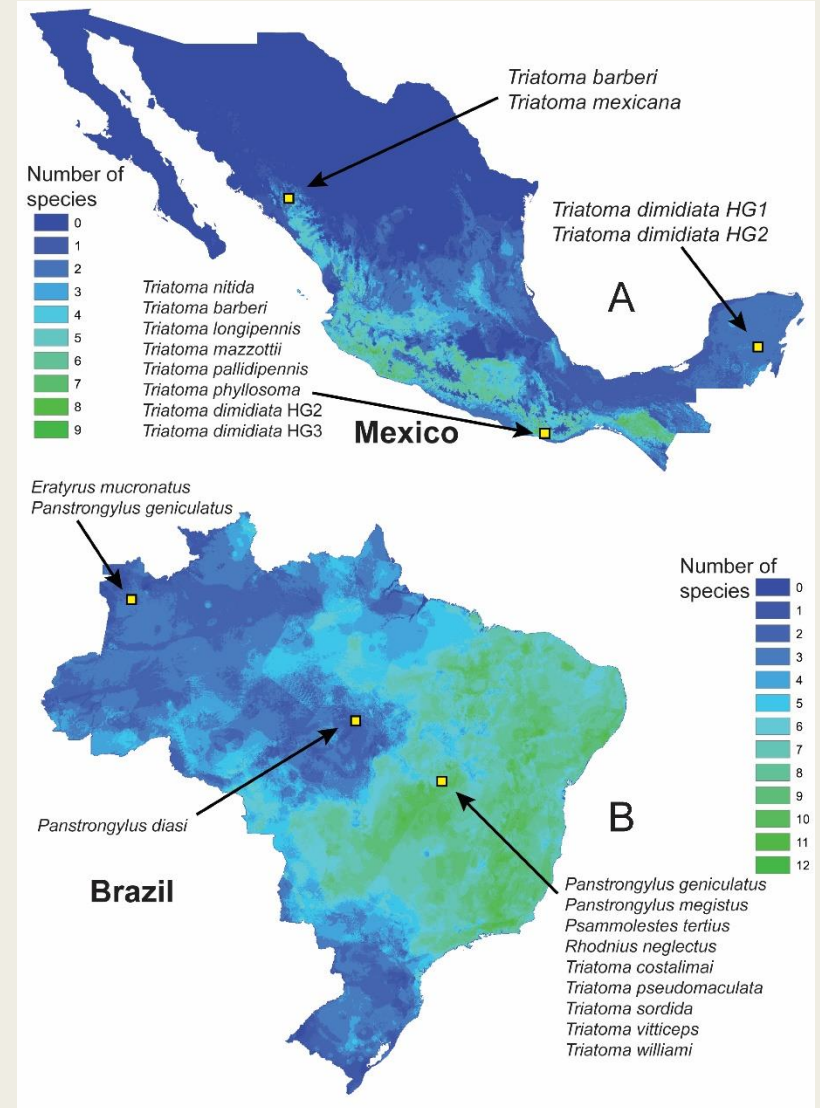 Triatoma barberi
Triatoma mexicana
Number of
species
0
1
2
3
4
5
6
7
8
9
Triatoma dimidiata HG1
Triatoma dimidiata HG2
A
Triatoma nitida
Triatoma barberi
Triatoma longipennis
Triatoma mazzottii
Triatoma pallidipennis
Triatoma phyllosoma
Triatoma dimidiata HG2
Triatoma dimidiata HG3
Mexico
Eratyrus mucronatus
Panstrongylus geniculatus
Number of
species
0
1
2
3
4
5
6
7
8
9
10
11
12
Panstrongylus diasi
B
Brazil
Panstrongylus geniculatus
Panstrongylus megistus
Psammolestes tertius
Rhodnius neglectus
Triatoma costalimai
Triatoma pseudomaculata
Triatoma sordida
Triatoma vitticeps
Triatoma williami